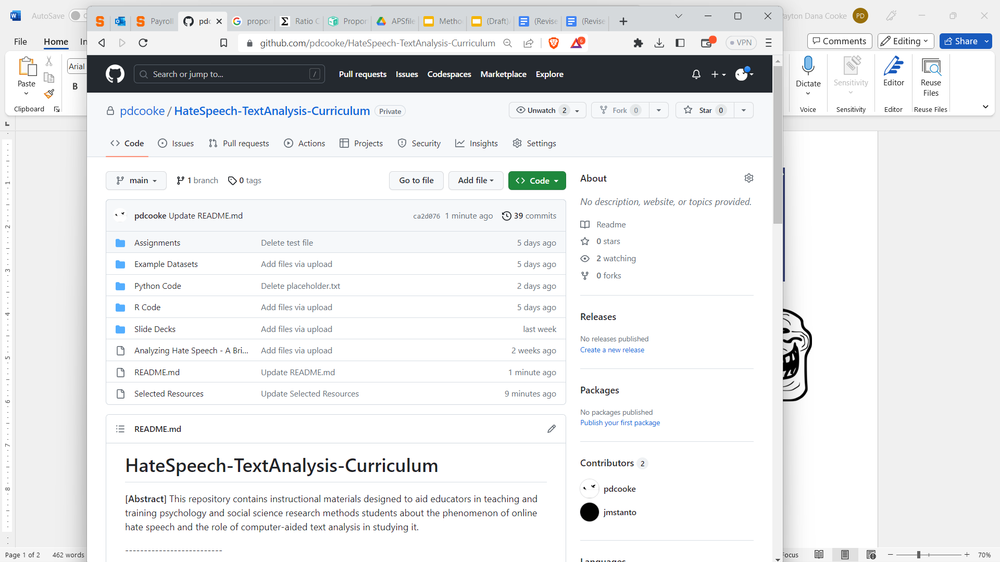 AutoSave
Payroll
pdc
propor
Ratio C
Propor
APSfile
Metho
(Draft)
(Revise
(Revise
ayton Dana Cooke
PD
File
Home
In
github.com/pdcooke/HateSpeech-TextAnalysis-Curriculum
6
VPN
Comments
Editing
Share
Paste
Arial
B
Clipboard
Search or jump to...
/
Pull requests
Issues
Codespaces
Marketplace
Explore
Dictate
Sensitivity
Editor
Reuse
Files
Voice
Sensitivity
Editor
Reuse Files
pdcooke / HateSpeech-TextAnalysis-Curriculum
Private
Unwatch 2
Fork 0
Star 0
Code
Issues
Pull requests
Actions
Projects
Security
Insights
Settings
main
1 branch
0 tags
Go to file
Add file
Code
pdcooke Update README.md
ca2d076 1 minute ago
39 commits
Assignments Delete test file 5 days ago
Example Datasets Add files via upload 5 days ago
Python Code Delete placeholder.txt 2 days ago
R Code Add files via upload 5 days ago
Slide Decks Add files via upload last week
Analyzing Hate Speech - A Bri... Add files via upload 2 weeks ago
README.md Update README.md 1 minute ago
Selected Resources Update Selected Resources 9 minutes ago
README.md
HateSpeech-TextAnalysis-Curriculum
[Abstract] This repository contains instructional materials designed to aid educators in teaching and
training psychology and social science research methods students about the phenomenon of online
hate speech and the role of computer-aided text analysis in studying it.
--------------------------
About
No description, website, or topics provided.
Readme
0 stars
2 watching
0 forks
Releases
No releases published
Create a new release
Packages
No packages published
Publish your first package
Contributors 2
pdcooke
jmstanto
Languages
1
2
3
4
5
6
7
8
Page 1 of 2
462 words
Focus
70%